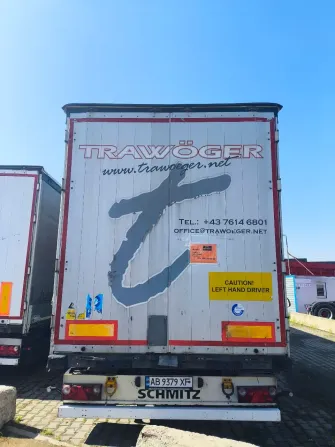 TRAWÖGER
www.trawoeger.net
t
TEL.: +43 7614 6801
OFFICE@TRAWOEGER.NET
CAUTION!
LEFT HAND DRIVER
AB 9379 XF
SCHMITZ